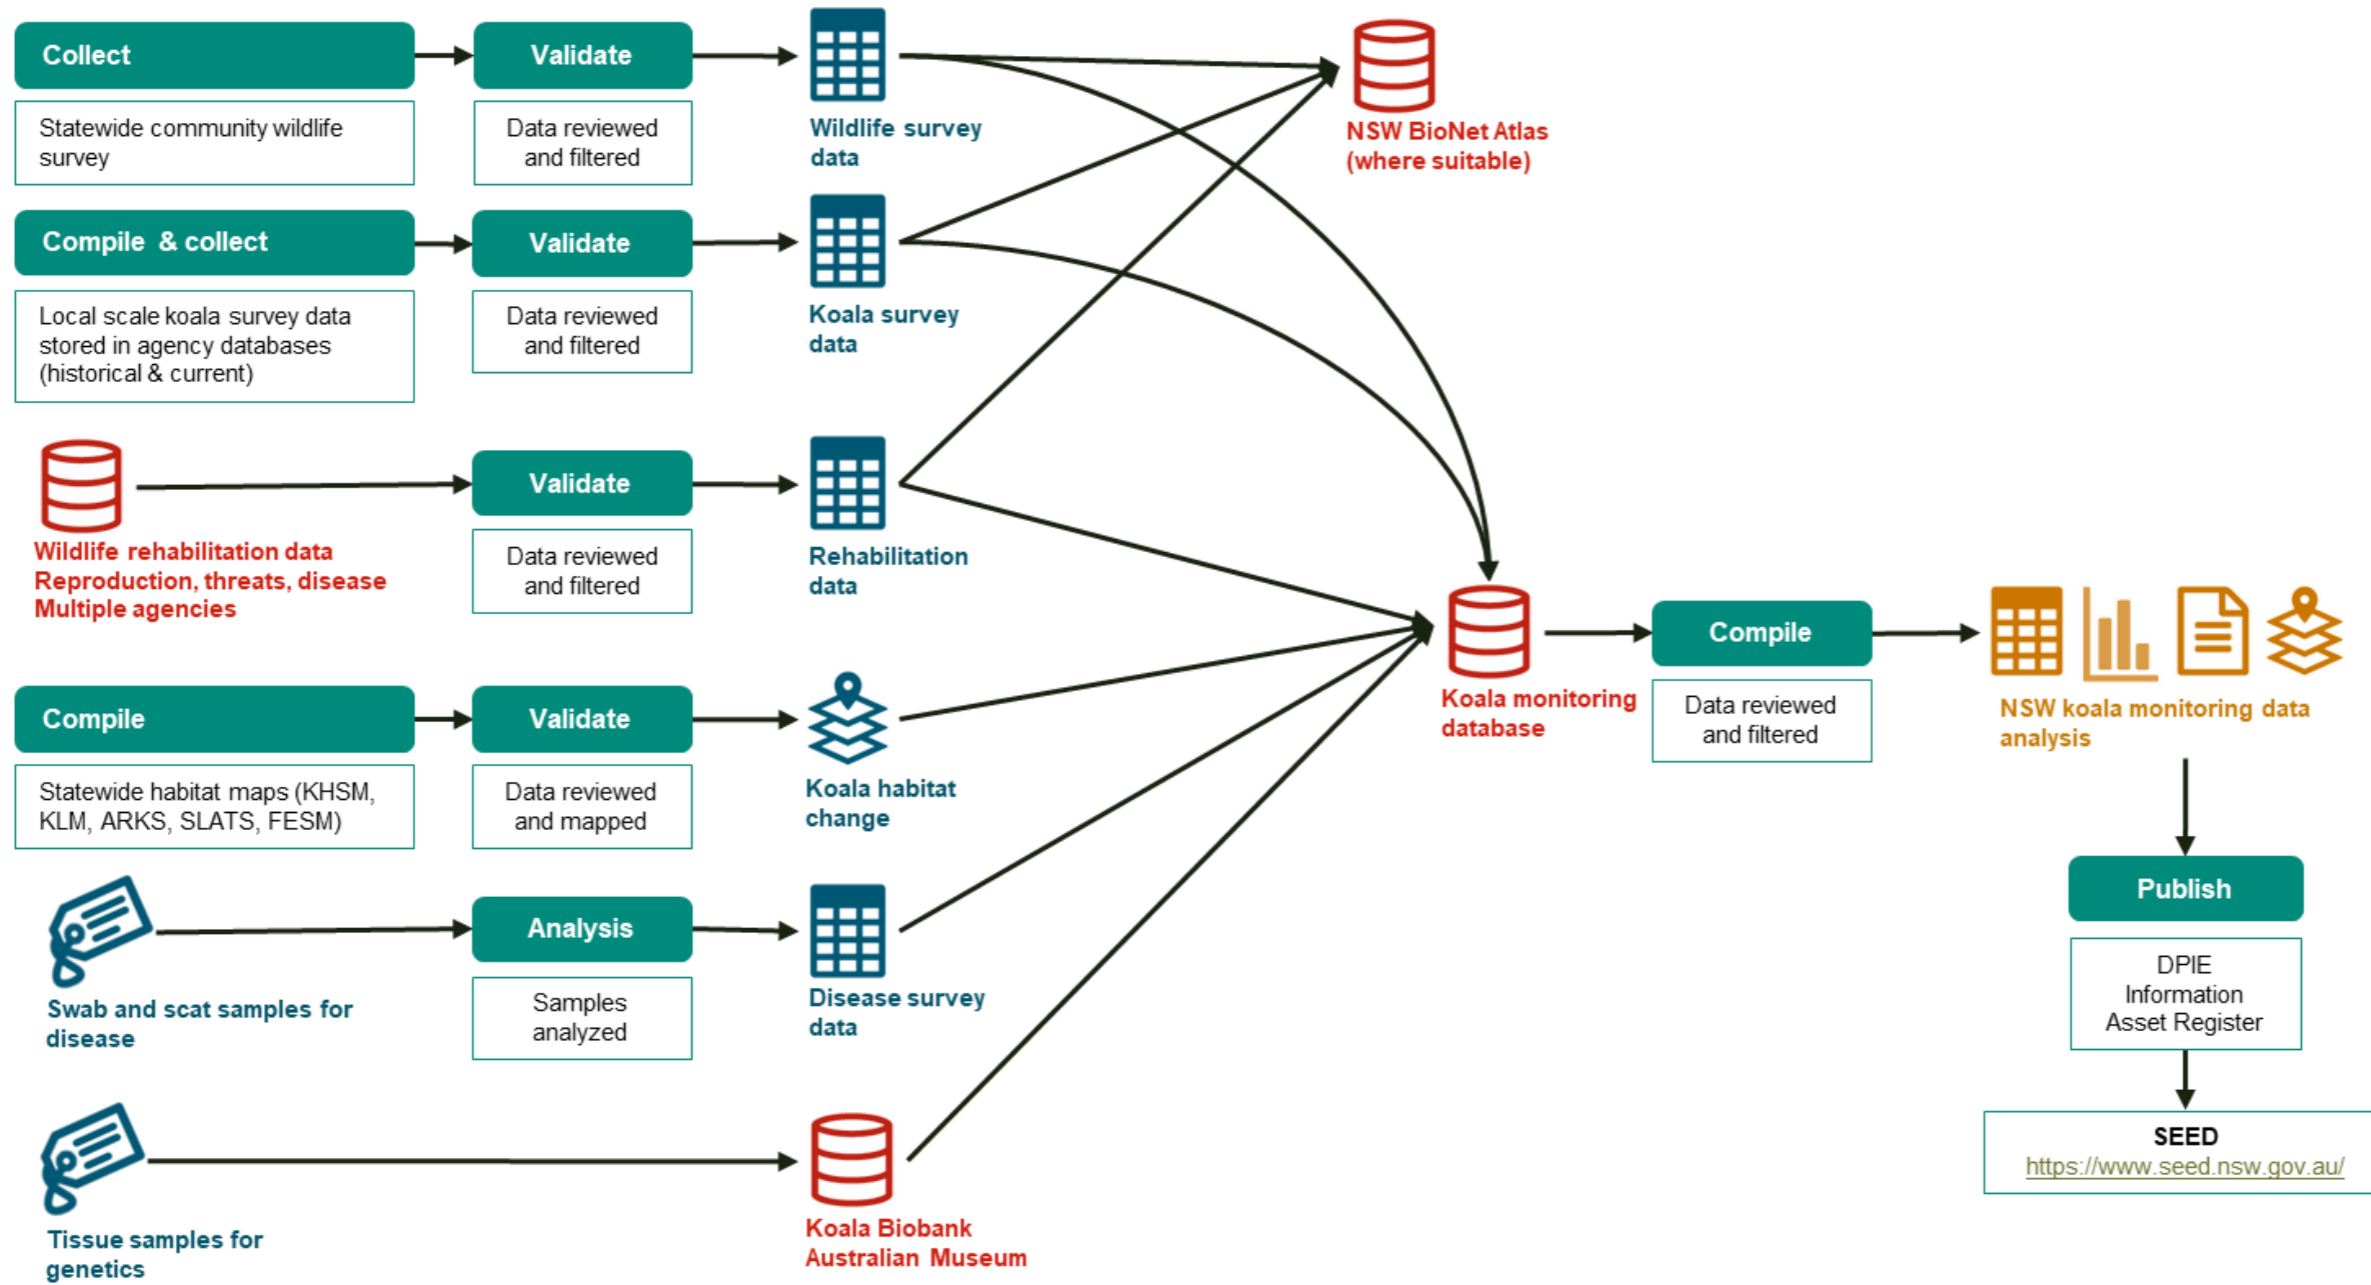 Collect
Validate
Statewide community wildlife
survey
Data reviewed
and filtered
Wildlife survey
data
NSW BioNet Atlas
(where suitable)
Compile & collect
Validate
Local scale koala survey data
stored in agency databases
(historical & current)
Data reviewed
and filtered
Koala survey
data
Validate
Wildlife rehabilitation data
Reproduction, threats, disease
Multiple agencies
Data reviewed
and filtered
Rehabilitation
data
Compile
Validate
Statewide habitat maps (KHSM,
KLM, ARKS, SLATS, FESM)
Data reviewed
and mapped
Koala habitat
change
Koala monitoring
database
Compile
Data reviewed
and filtered
NSW koala monitoring data
analysis
Analysis
Swab and scat samples for
disease
Samples
analyzed
Disease survey
data
Publish
DPIE
Information
Asset Register
SEED
https://www.seed.nsw.gov.au/
Tissue samples for
genetics
Koala Biobank
Australian Museum